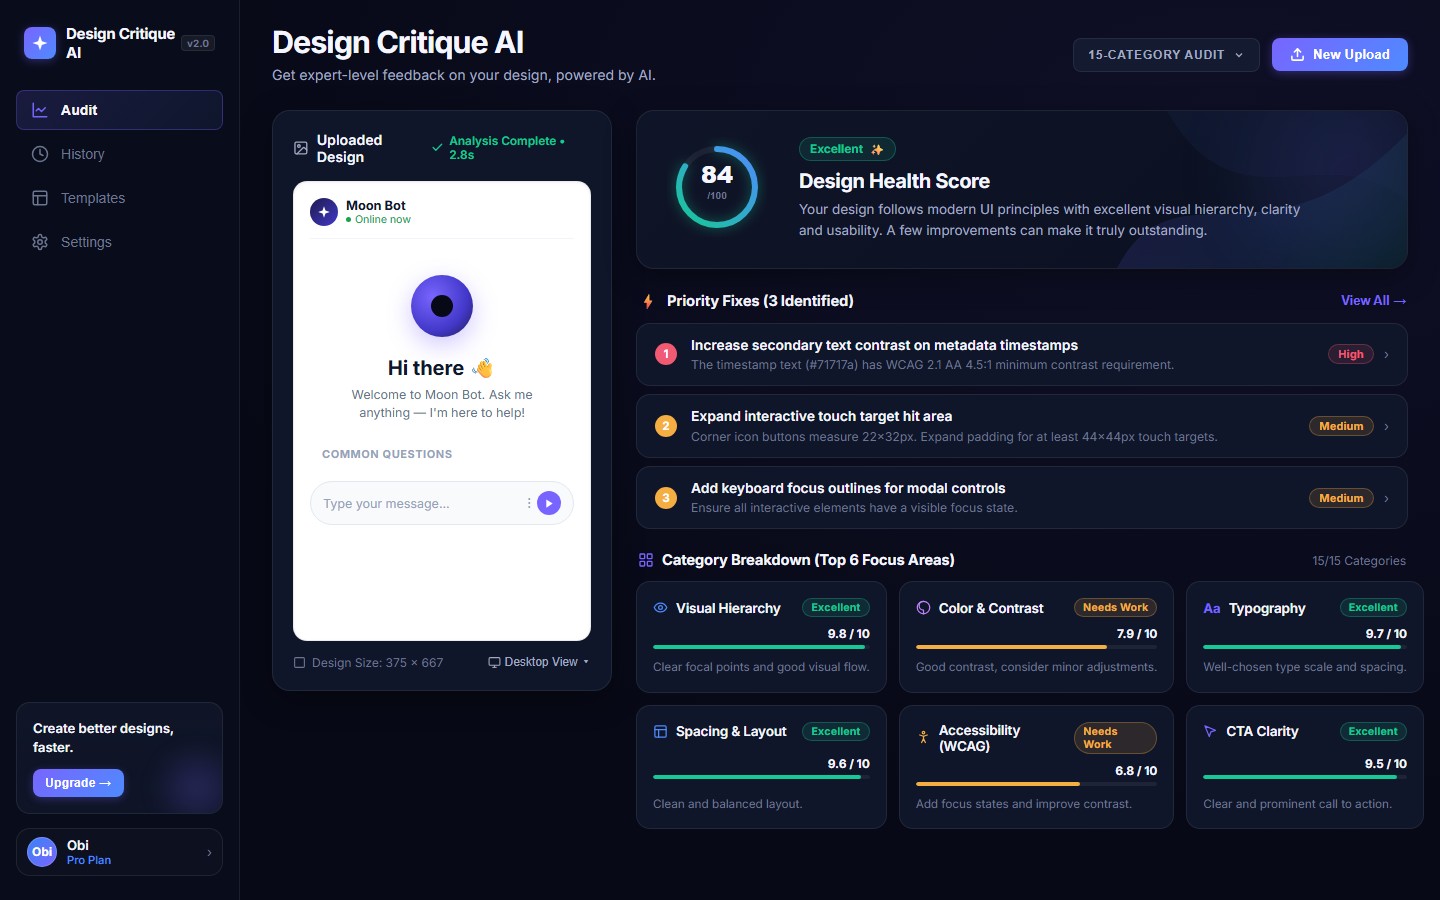 Design Critique
AI
v2.0
Audit
History
Templates
Settings
Create better designs,
faster.
Upgrade →
Obi
Obi
Pro Plan
›
Design Critique AI
Get expert-level feedback on your design, powered by AI.
15-CATEGORY AUDIT
New Upload
Uploaded
Design
Analysis Complete •
2.8s
Moon Bot
Online now
Hi there 👋
Welcome to Moon Bot. Ask me
anything — I'm here to help!
COMMON QUESTIONS
Type your message...
Design Size: 375 × 667
Desktop View
84
/100
Excellent ✨
Design Health Score
Your design follows modern UI principles with excellent visual hierarchy, clarity
and usability. A few improvements can make it truly outstanding.
Priority Fixes (3 Identified)
View All →
1
Increase secondary text contrast on metadata timestamps
The timestamp text (#71717a) has WCAG 2.1 AA 4.5:1 minimum contrast requirement.
High ›
2
Expand interactive touch target hit area
Corner icon buttons measure 22×32px. Expand padding for at least 44×44px touch targets.
Medium ›
3
Add keyboard focus outlines for modal controls
Ensure all interactive elements have a visible focus state.
Medium ›
Category Breakdown (Top 6 Focus Areas)
15/15 Categories
Visual Hierarchy
Excellent
9.8 / 10
Clear focal points and good visual flow.
Color & Contrast
Needs Work
7.9 / 10
Good contrast, consider minor adjustments.
Aa Typography
Excellent
9.7 / 10
Well-chosen type scale and spacing.
Spacing & Layout
Excellent
9.6 / 10
Clean and balanced layout.
Accessibility
(WCAG)
Needs
Work
6.8 / 10
Add focus states and improve contrast.
CTA Clarity
Excellent
9.5 / 10
Clear and prominent call to action.